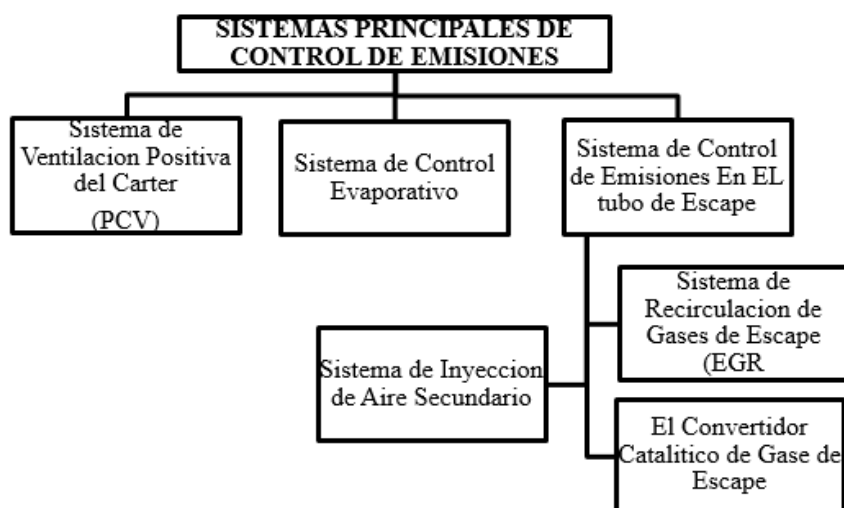 SISTEMAS PRINCIPALES DE
CONTROL DE EMISIONES
Sistema de
Ventilacion Positiva
del Carter
(PCV)
Sistema de Control
Evaporativo
Sistema de Control
de Emisiones En EL
tubo de Escape
Sistema de
Recirculacion de
Gases de Escape
(EGR
Sistema de Inyeccion
de Aire Secundario
El Convertidor
Catalitico de Gase de
Escape